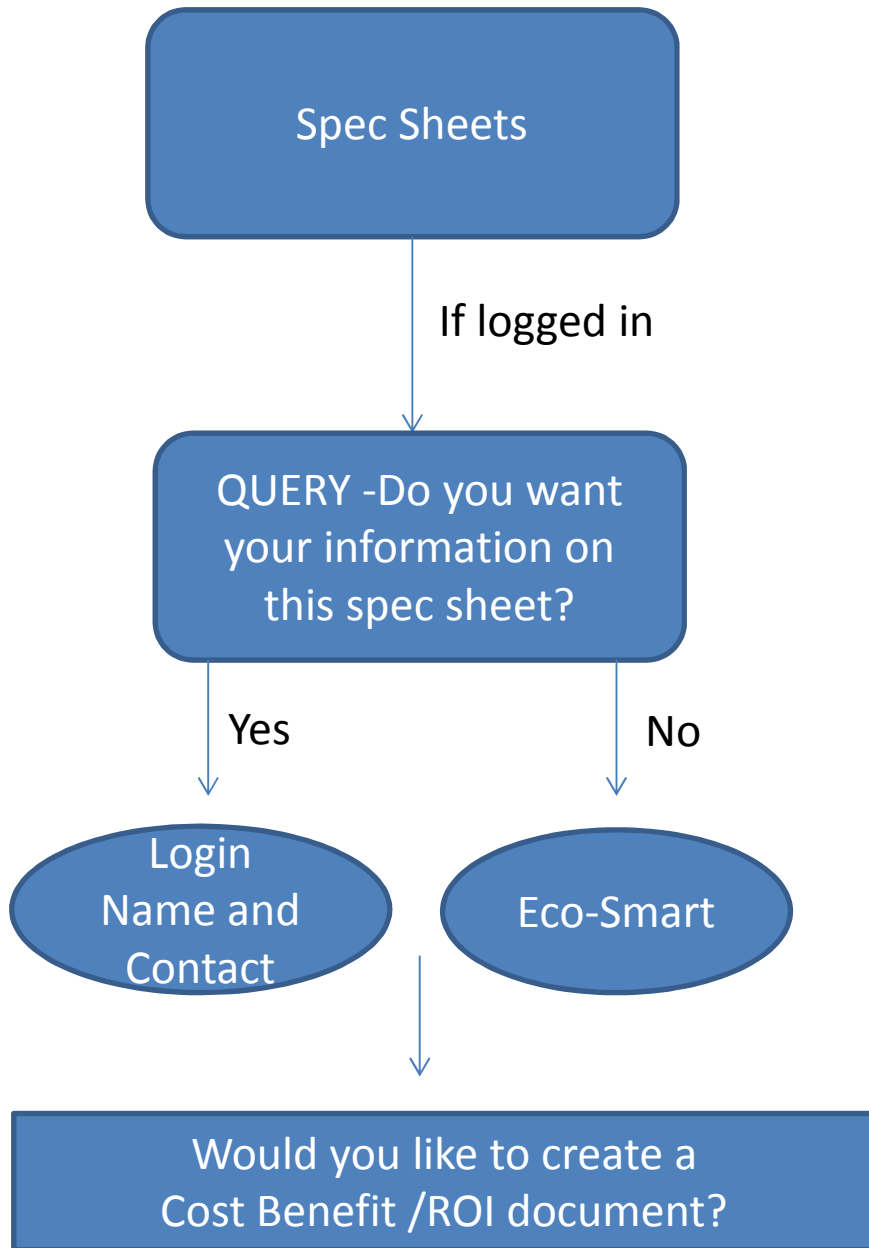 Spec Sheets
If logged in
QUERY -Do you want
your information on
this spec sheet?
Yes
No
Login
Name and
Contact
Eco-Smart
Would you like to create a
Cost Benefit /ROI document?